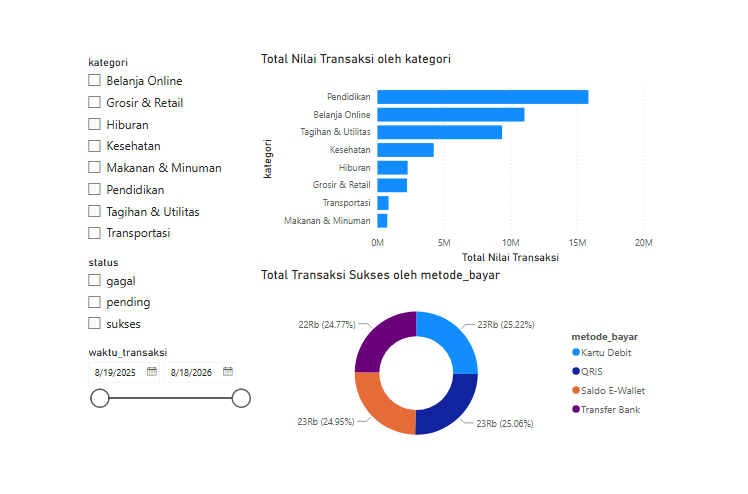 kategori
Belanja Online
Grosir & Retail
Hiburan
Kesehatan
Makanan & Minuman
Pendidikan
Tagihan & Utilitas
Transportasi
status
gagal
pending
sukses
waktu_transaksi
8/19/2025
8/18/2026
Total Nilai Transaksi oleh kategori
kategori
Pendidikan
Belanja Online
Tagihan & Utilitas
Kesehatan
Hiburan
Grosir & Retail
Transportasi
Makanan & Minuman
0M 5M 10M 15M 20M
Total Nilai Transaksi
Total Transaksi Sukses oleh metode_bayar
22Rb (24.77%)
23Rb (25.22%)
23Rb (24.95%)
23Rb (25.06%)
metode_bayar
Kartu Debit
QRIS
Saldo E-Wallet
Transfer Bank